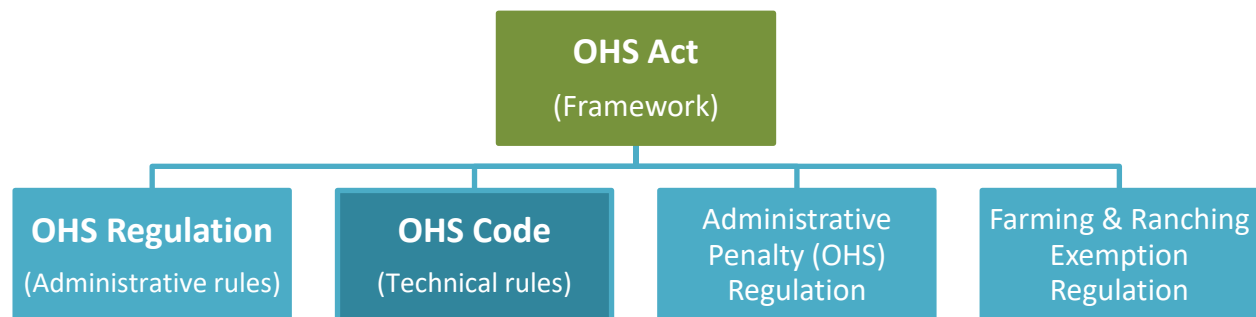 OHS Act
(Framework)
OHS Regulation
(Administrative rules)
OHS Code
(Technical rules)
Administrative
Penalty (OHS)
Regulation
Farming & Ranching
Exemption
Regulation